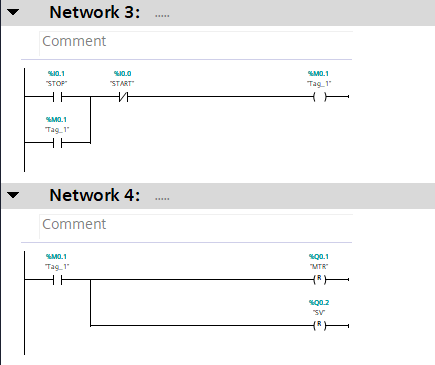 Network 3: .....
Comment
%I0.1 %I0.0 %M0.1
"STOP" "START" "Tag_1"
%M0.1
"Tag_1"
Network 4: .....
Comment
%M0.1 %Q0.1
"Tag_1" "MTR"
R
%Q0.2
"SV"
R